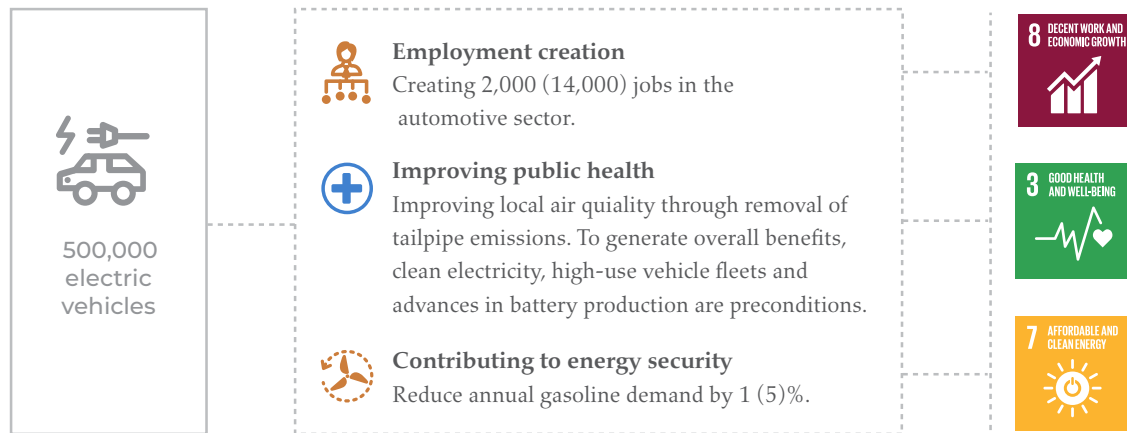 500,000
electric
vehicles
Employment creation
Creating 2,000 (14,000) jobs in the
automotive sector.
Improving public health
Improving local air quiality through removal of
tailpipe emissions. To generate overall benefits,
clean electricity, high-use vehicle fleets and
advances in battery production are preconditions.
Contributing to energy security
Reduce annual gasoline demand by 1 (5)%.
8 DECENT WORK AND
ECONOMIC GROWTH
3 GOOD HEALTH
AND WELL-BEING
7 AFFORDABLE AND
CLEAN ENERGY